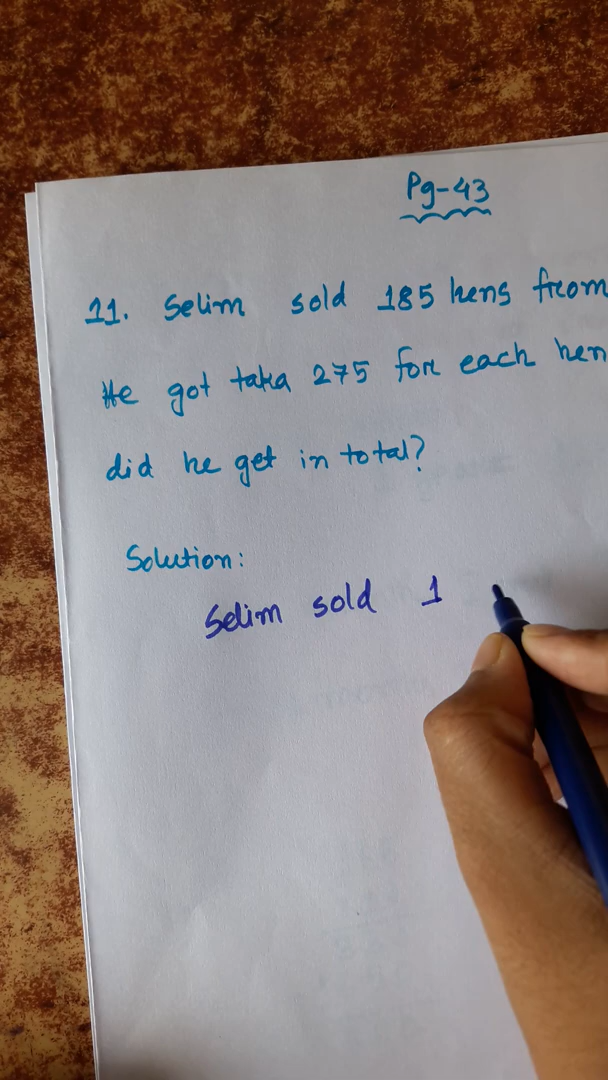 Pg-43
11. Selim sold 185 hens from
He got taka 275 for each hen
did he get in total?
Solution:
Selim sold 1